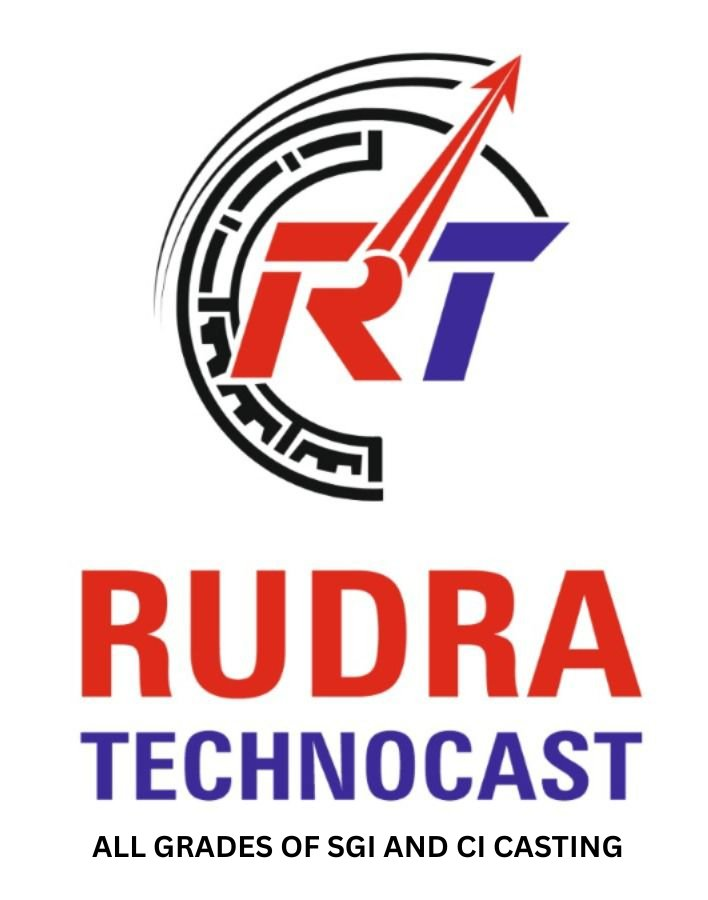 RT
RUDRA
TECHNOCAST
ALL GRADES OF SGI AND CI CASTING